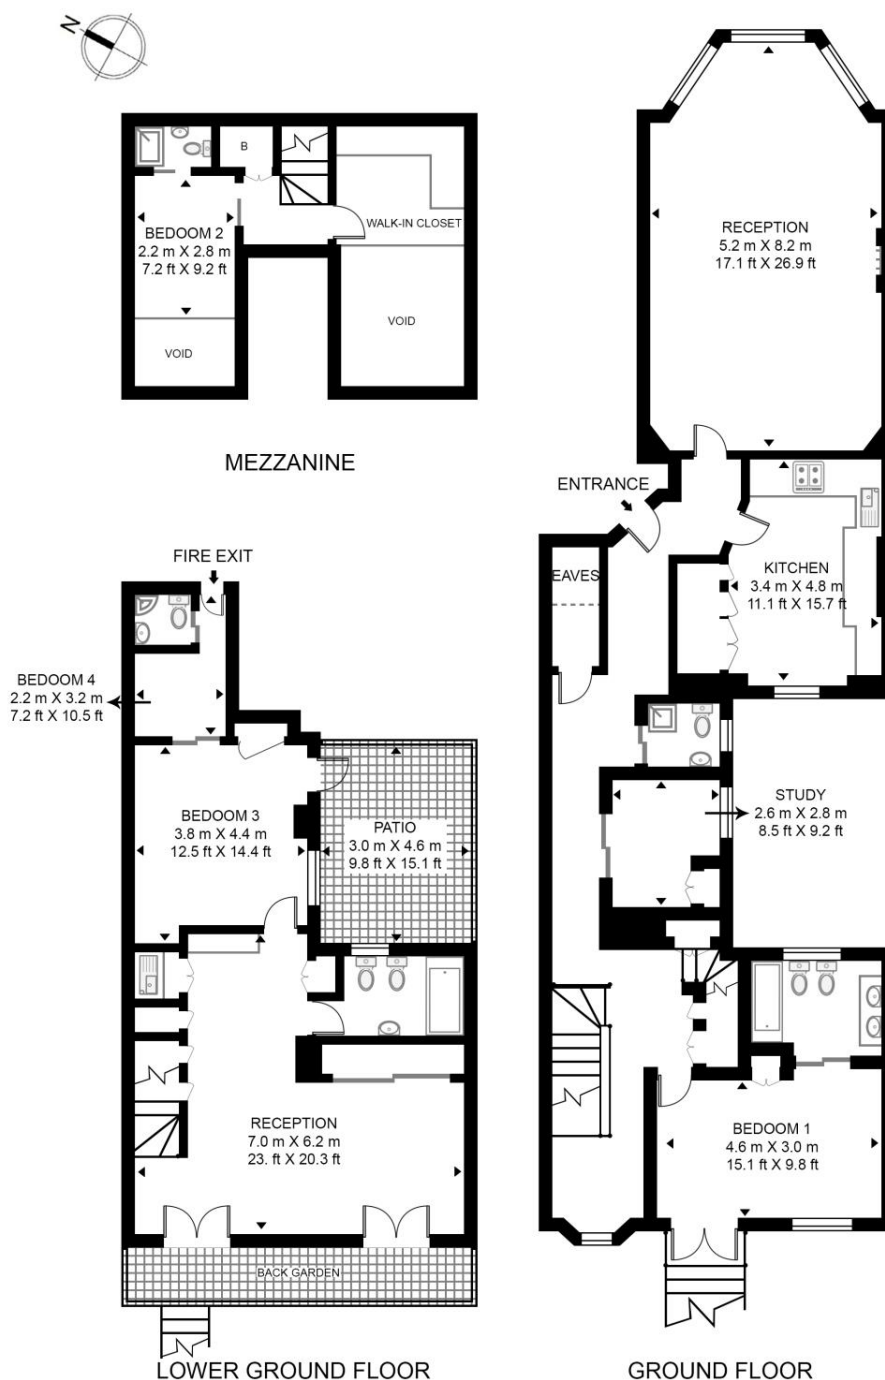 N
B
BEDOOM 2
2.2 m X 2.8 m
7.2 ft X 9.2 ft
WALK-IN CLOSET
VOID
VOID
MEZZANINE
RECEPTION
5.2 m X 8.2 m
17.1 ft X 26.9 ft
ENTRANCE
EAVES
KITCHEN
3.4 m X 4.8 m
11.1 ft X 15.7 ft
STUDY
2.6 m X 2.8 m
8.5 ft X 9.2 ft
BEDOOM 1
4.6 m X 3.0 m
15.1 ft X 9.8 ft
GROUND FLOOR
FIRE EXIT
BEDOOM 4
2.2 m X 3.2 m
7.2 ft X 10.5 ft
BEDOOM 3
3.8 m X 4.4 m
12.5 ft X 14.4 ft
PATIO
3.0 m X 4.6 m
9.8 ft X 15.1 ft
RECEPTION
7.0 m X 6.2 m
23. ft X 20.3 ft
BACK GARDEN
LOWER GROUND FLOOR